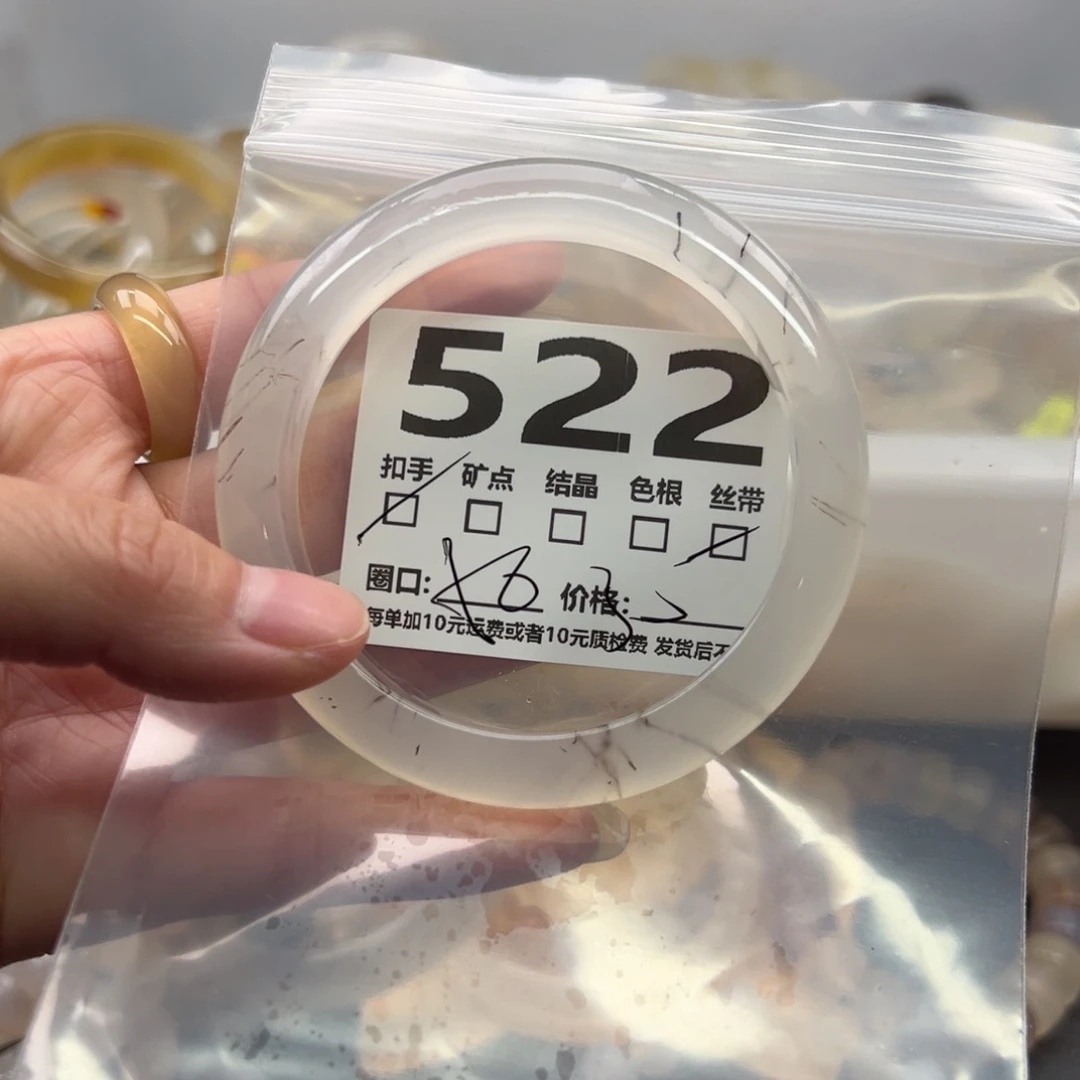 522
扣手 矿点 结晶 色根 丝带
圈口: 价格:
每单加10元运费或者10元质检费 发货后不